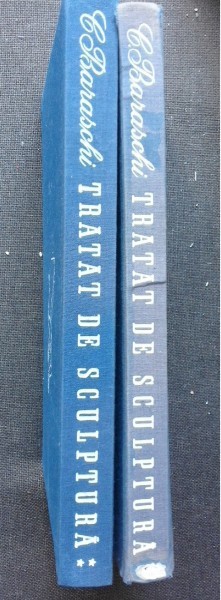 C. Baraschi TRATAT DE SCULPTURĂ **
C. Baraschi TRATAT DE SCULPTURĂ